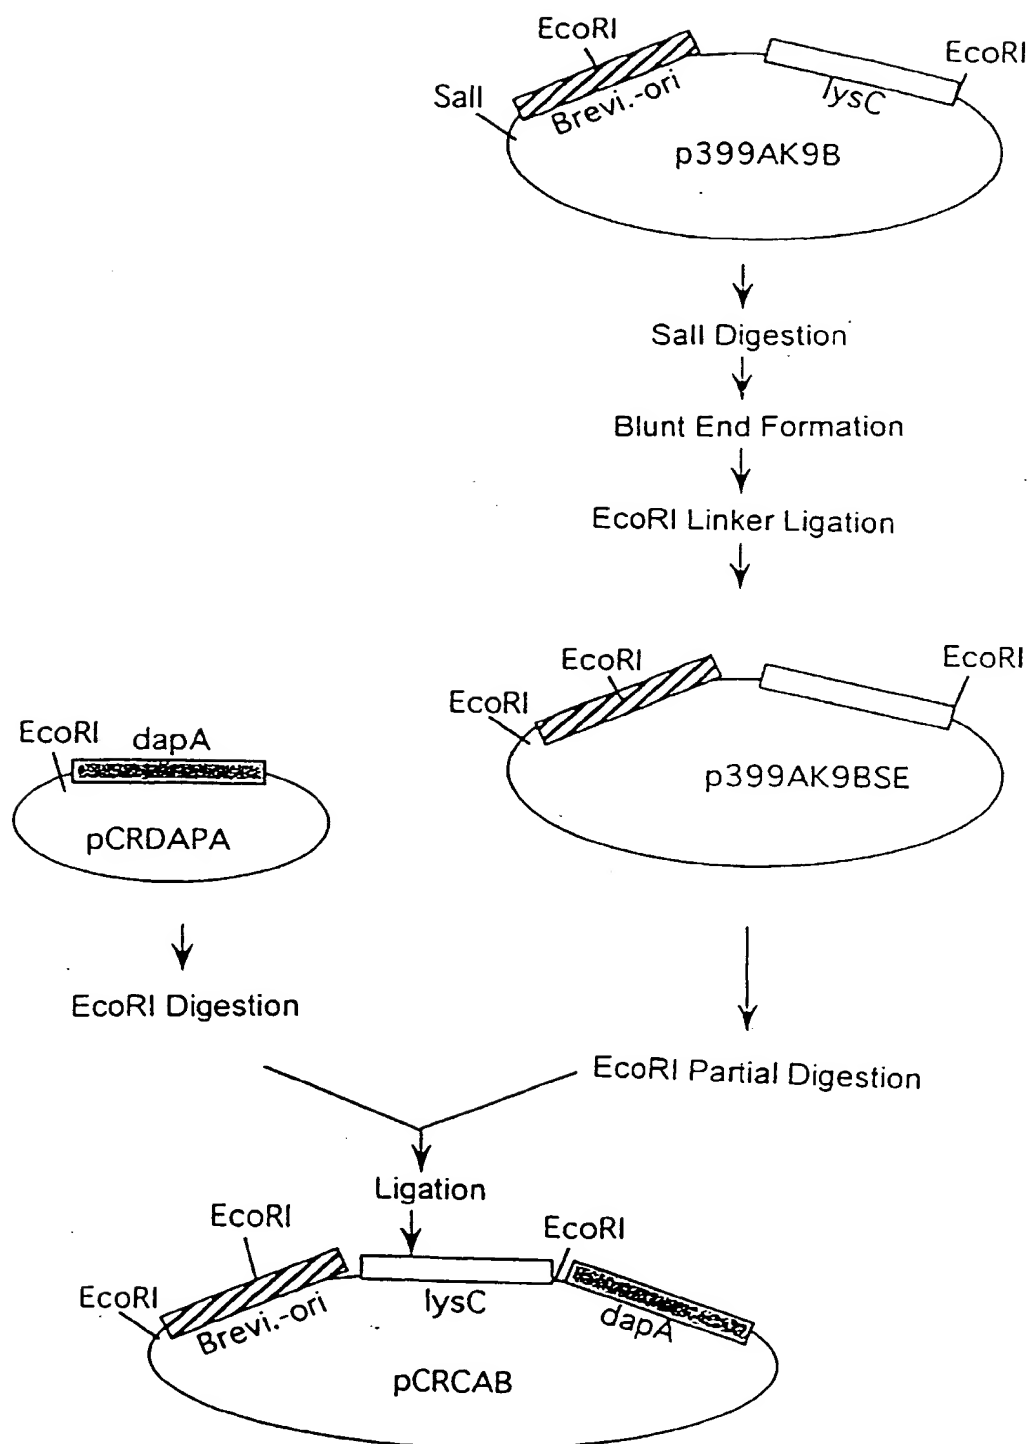 EcoRI
EcoRI
SalI
Brevi.-ori
lysC
p399AK9B
SalI Digestion
Blunt End Formation
EcoRI Linker Ligation
EcoRI
EcoRI
EcoRI
p399AK9BSE
EcoRI
dapA
pCRDAPA
EcoRI Digestion
EcoRI Partial Digestion
Ligation
EcoRI
EcoRI
EcoRI
Brevi.-ori
lysC
dapA
pCRCAB